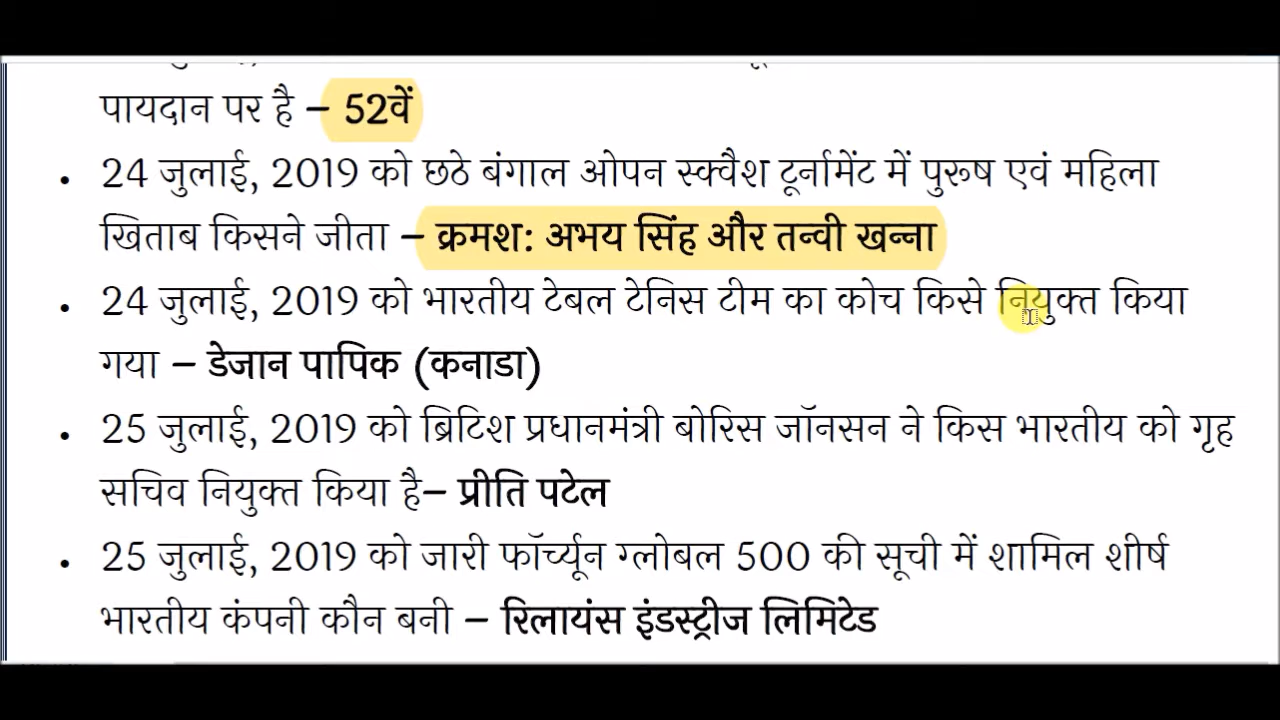 पायदान पर है – 52वें
• 24 जुलाई, 2019 को छठे बंगाल ओपन स्क्वैश टूर्नामेंट में पुरूष एवं महिला
खिताब किसने जीता – क्रमश: अभय सिंह और तन्वी खन्ना
• 24 जुलाई, 2019 को भारतीय टेबल टेनिस टीम का कोच किसे नियुक्त किया
गया – डेजान पापिक (कनाडा)
• 25 जुलाई, 2019 को ब्रिटिश प्रधानमंत्री बोरिस जॉनसन ने किस भारतीय को गृह
सचिव नियुक्त किया है– प्रीति पटेल
• 25 जुलाई, 2019 को जारी फॉर्च्यून ग्लोबल 500 की सूची में शामिल शीर्ष
भारतीय कंपनी कौन बनी – रिलायंस इंडस्ट्रीज लिमिटेड